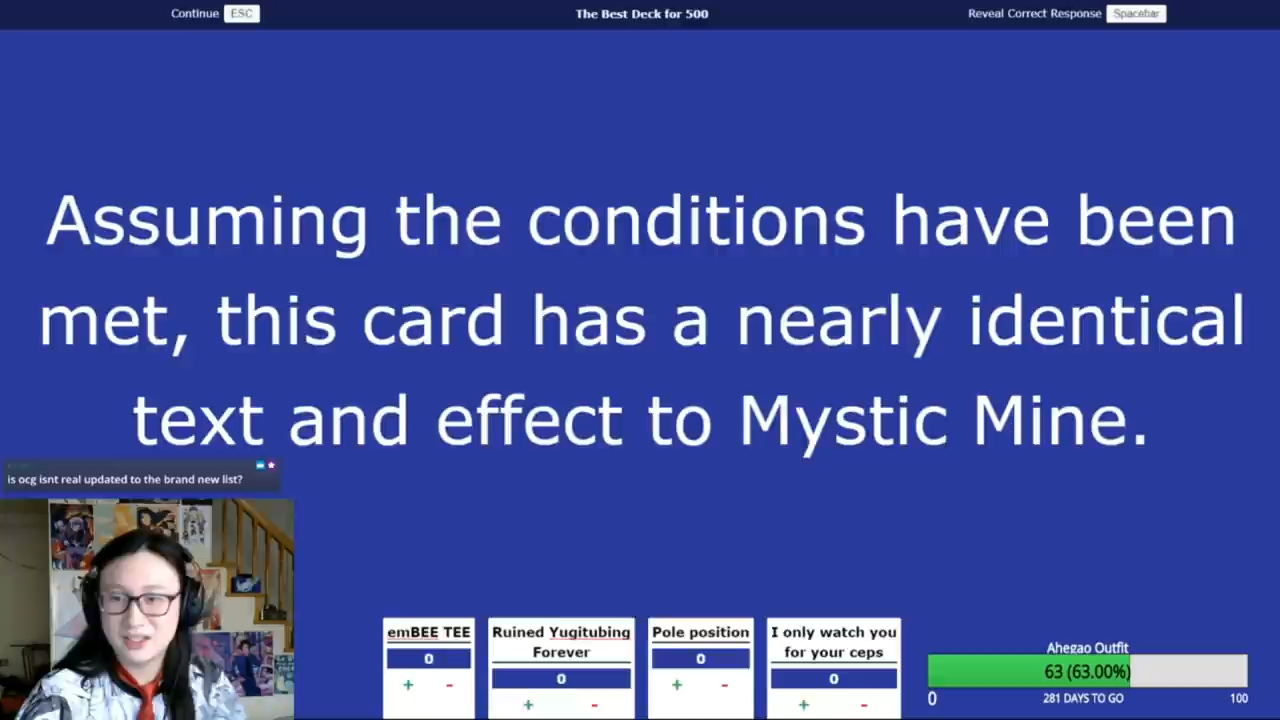 Continue ESC
The Best Deck for 500
Reveal Correct Response Spacebar
Assuming the conditions have been
met, this card has a nearly identical
text and effect to Mystic Mine.
is ocg isnt real updated to the brand new list?
emBEE TEE
0
+ -
Ruined Yugitubing
Forever
0
+ -
Pole position
0
+ -
I only watch you
for your ceps
0
+ -
Ahegao Outfit
63 (63.00%)
0 281 DAYS TO GO 100